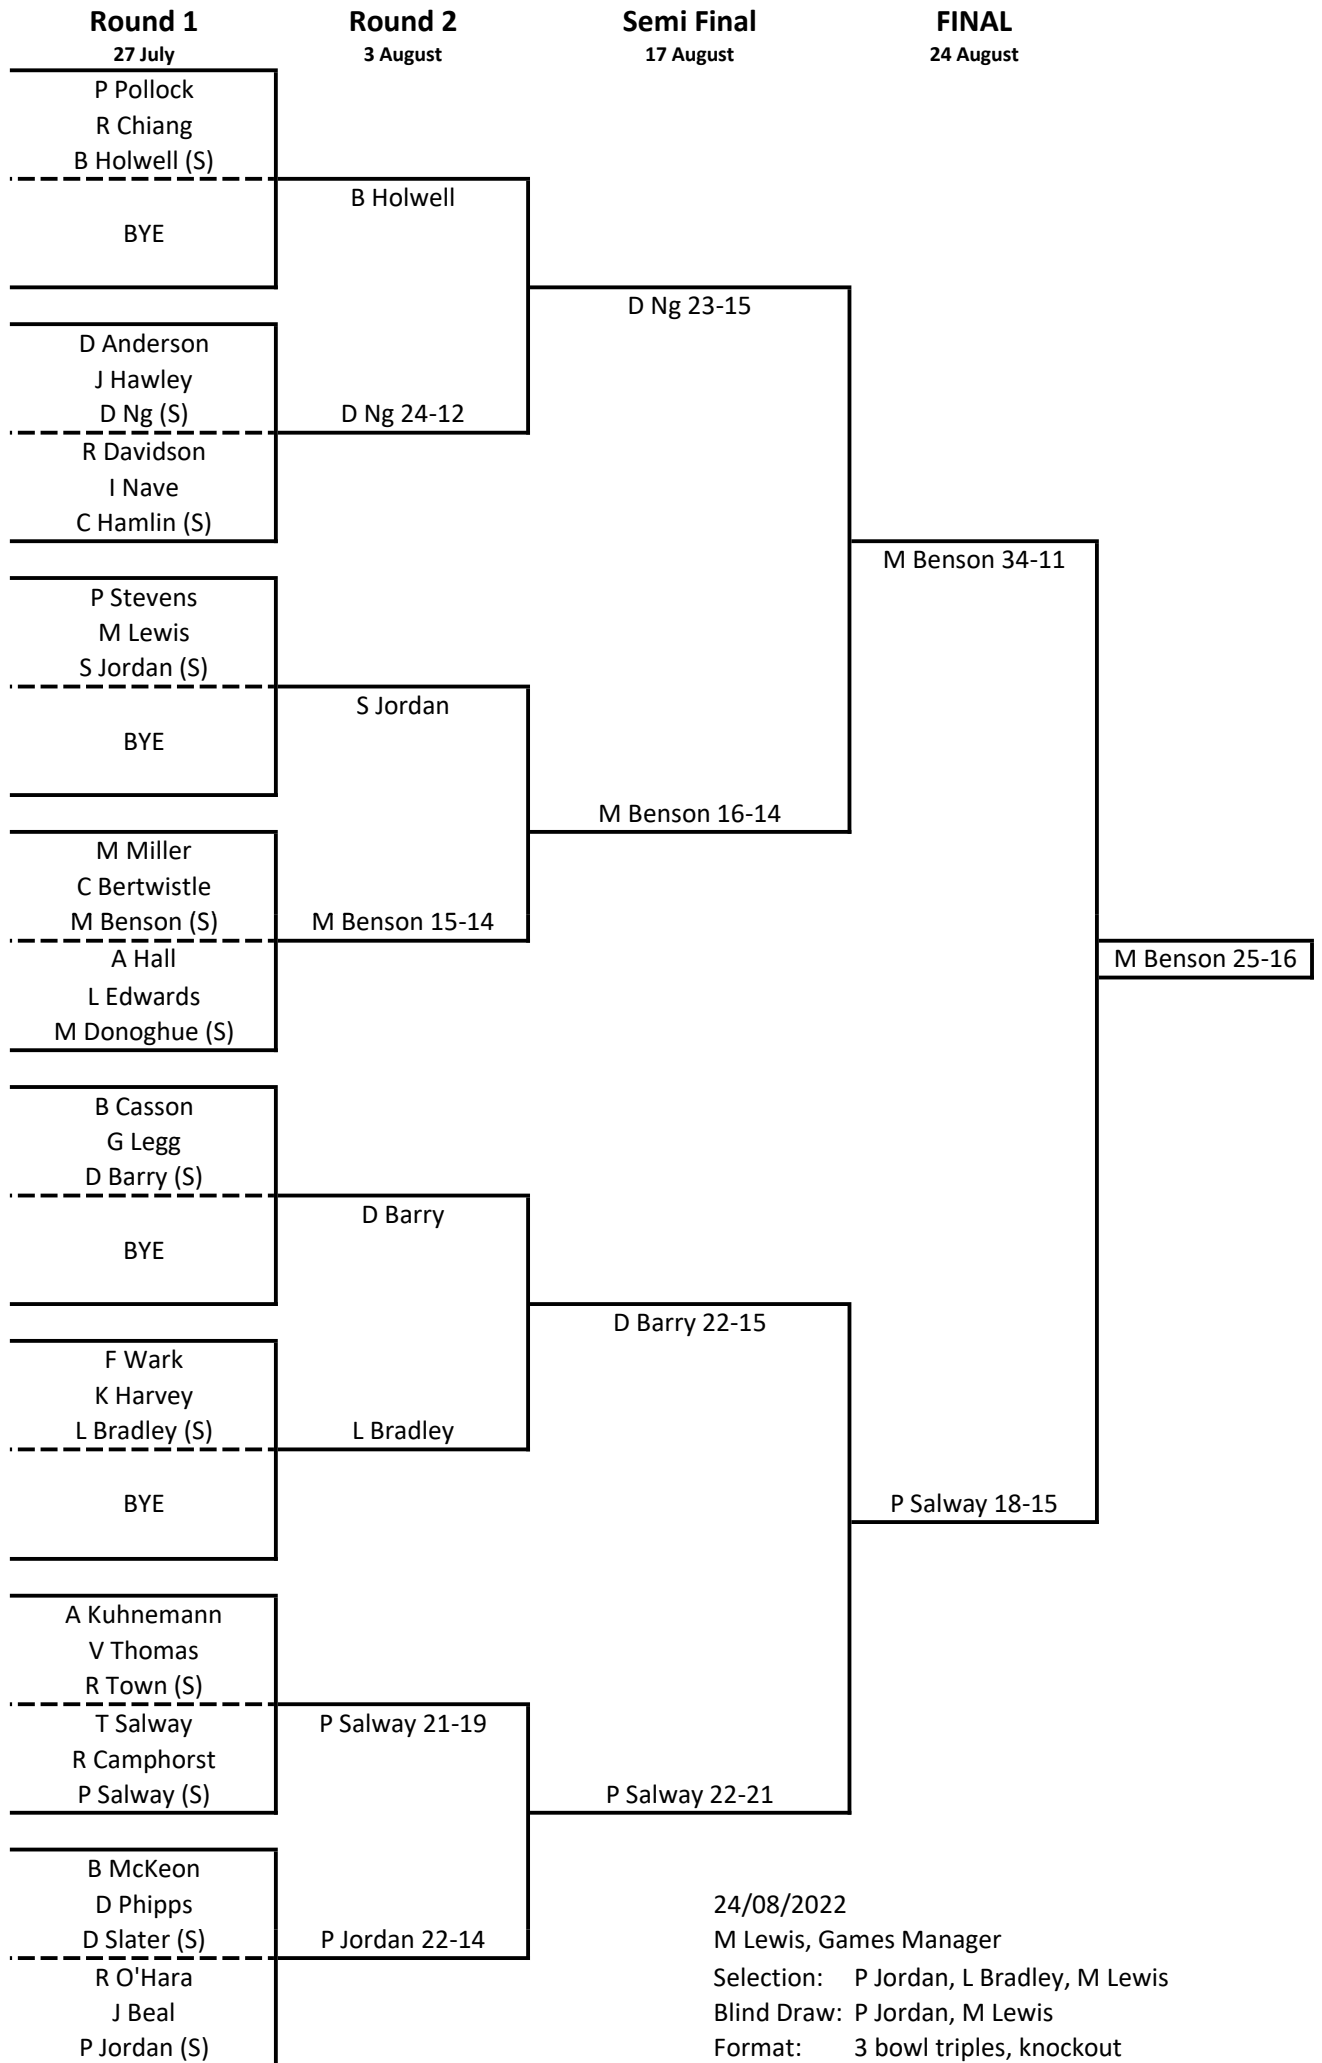 Round 1
27 July
Round 2
3 August
Semi Final
17 August
FINAL
24 August
P Pollock
R Chiang
B Holwell (S)
BYE
D Anderson
J Hawley
D Ng (S)
R Davidson
I Nave
C Hamlin (S)
P Stevens
M Lewis
S Jordan (S)
BYE
M Miller
C Bertwistle
M Benson (S)
A Hall
L Edwards
M Donoghue (S)
B Casson
G Legg
D Barry (S)
BYE
F Wark
K Harvey
L Bradley (S)
BYE
A Kuhnemann
V Thomas
R Town (S)
T Salway
R Camphorst
P Salway (S)
B McKeon
D Phipps
D Slater (S)
R O'Hara
J Beal
P Jordan (S)
B Holwell
D Ng 24-12
S Jordan
M Benson 15-14
D Barry
L Bradley
P Salway 21-19
P Jordan 22-14
D Ng 23-15
M Benson 16-14
D Barry 22-15
P Salway 22-21
M Benson 34-11
P Salway 18-15
M Benson 25-16
24/08/2022
M Lewis, Games Manager
Selection: P Jordan, L Bradley, M Lewis
Blind Draw: P Jordan, M Lewis
Format: 3 bowl triples, knockout